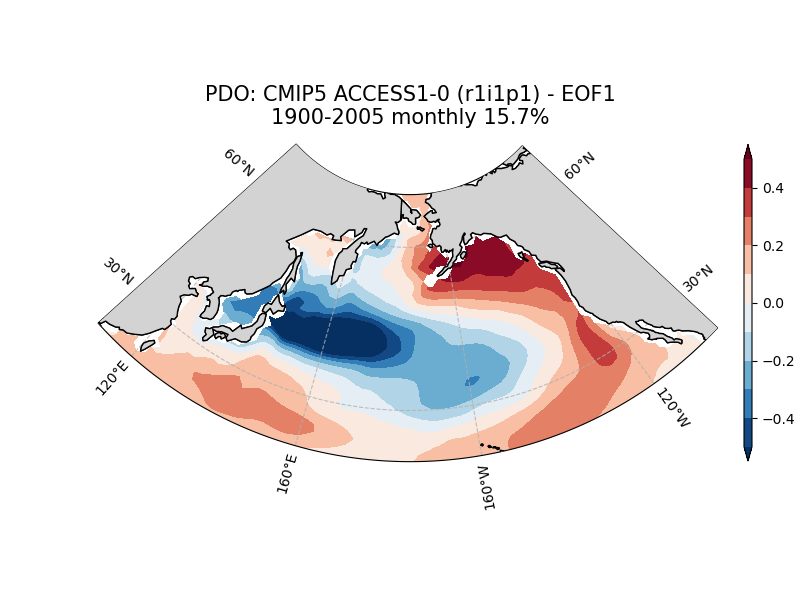 PDO: CMIP5 ACCESS1-0 (r1i1p1) - EOF1
1900-2005 monthly 15.7%
60°N
60°N
30°N
30°N
120°E
120°W
160°E
160°W
0.4
0.2
0.0
−0.2
−0.4